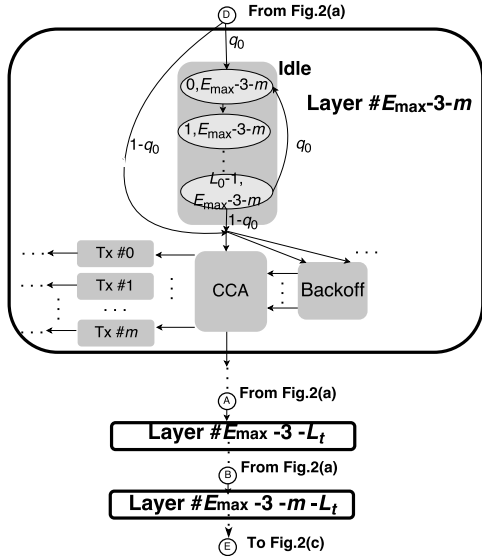 D From Fig.2(a)
q0
Idle
0,Emax-3-m
Layer #Emax-3-m
1,Emax-3-m
1-q0
q0
L0-1,
Emax-3-m
1-q0
Tx #0
Tx #1
Tx #m
CCA
Backoff
A From Fig.2(a)
Layer #Emax -3 -Lt
B From Fig.2(a)
Layer #Emax -3 -m -Lt
E To Fig.2(c)